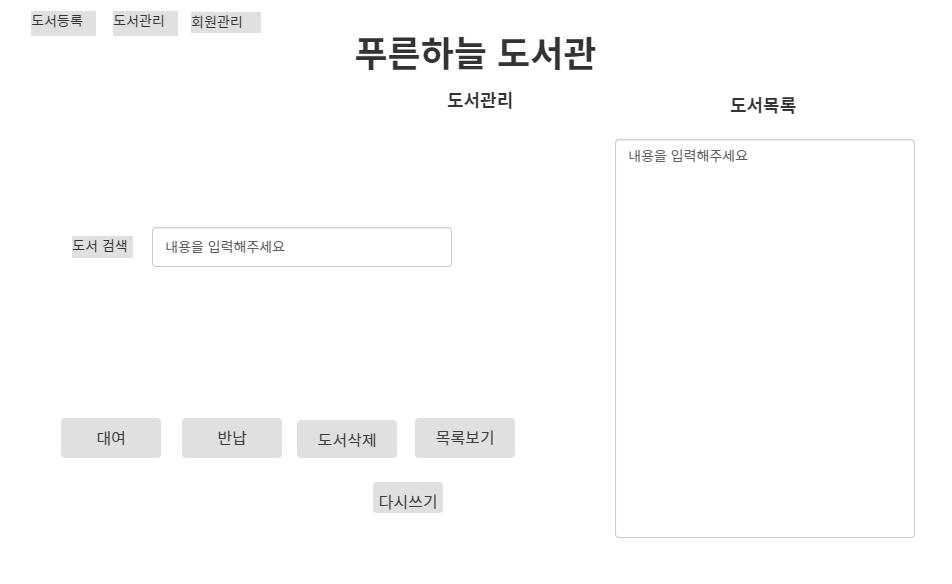 도서등록
도서관리
회원관리
푸른하늘 도서관
도서관리
도서목록
내용을 입력해주세요
도서 검색
내용을 입력해주세요
대여
반납
도서삭제
목록보기
다시쓰기